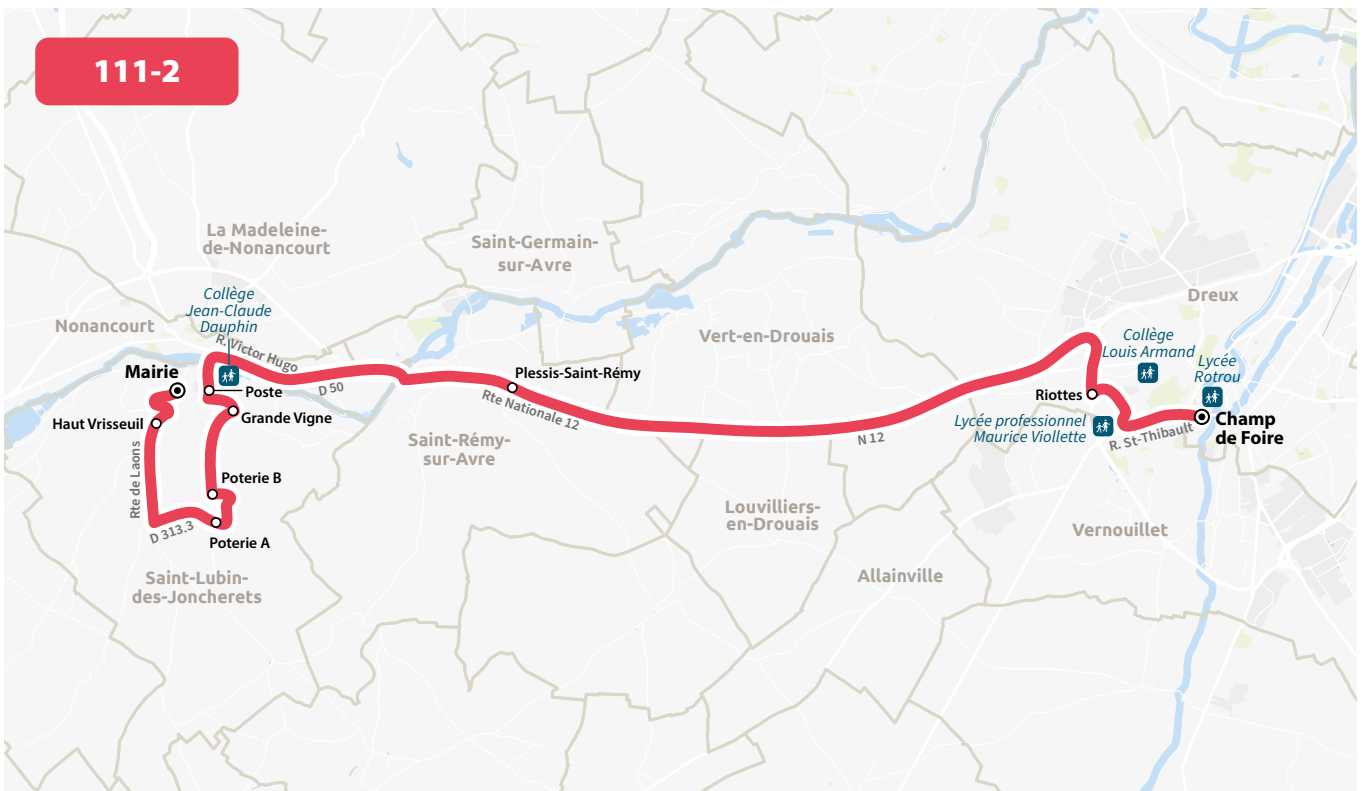 111-2
La Madeleine-
de-Nonancourt
Saint-Germain-
sur-Avre
Collège
Jean-Claude
Dauphin
Nonancourt
R. Victor Hugo
Dreux
Vert-en-Drouais
Collège
Louis Armand
Lycée
Rotrou
Mairie
Poste
D 50
Plessis-Saint-Rémy
Rte Nationale 12
Riottes
Haut Vrisseuil
Grande Vigne
Lycée professionnel
Maurice Viollette
R. St-Thibault
Champ
de Foire
N 12
Saint-Rémy-
sur-Avre
Rte de Laons
Poterie B
D 313.3
Poterie A
Louvilliers-
en-Drouais
Vernouillet
Saint-Lubin-
des-Joncherets
Allainville